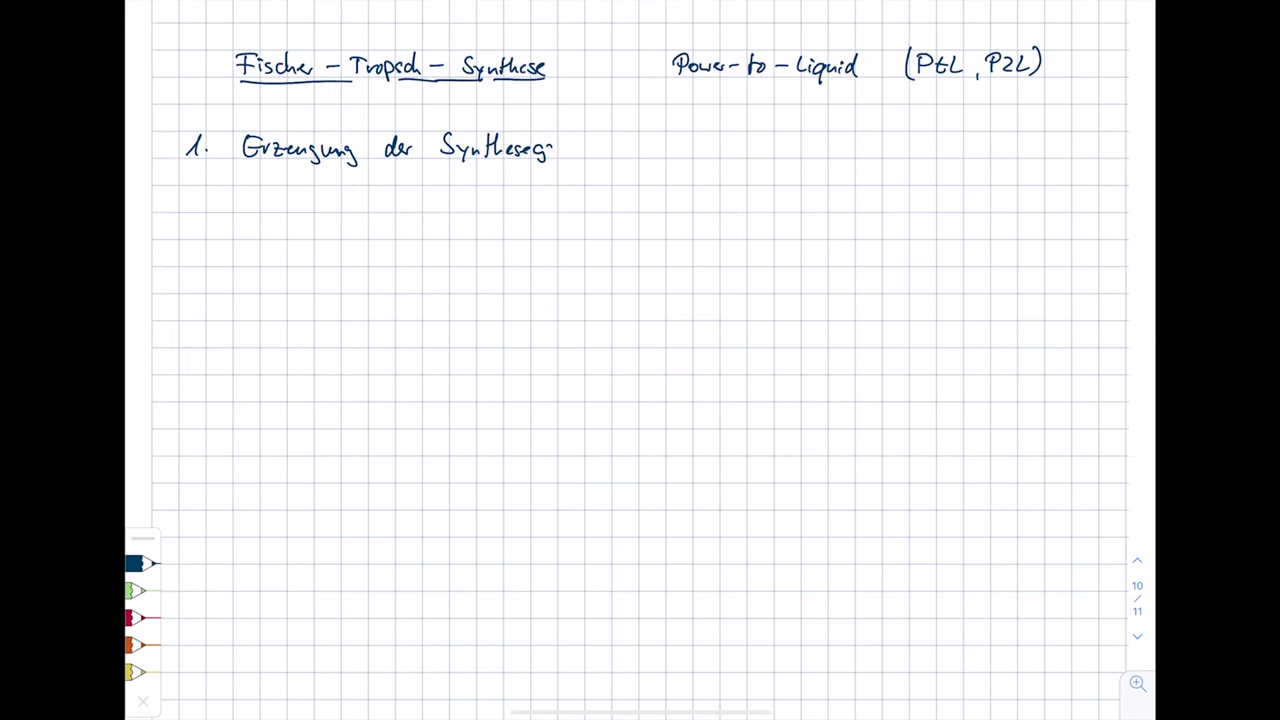 Fischer-Tropsch-Synthese Power-to-Liquid (PtL, P2L)
1. Erzeugung der Syntheseg
10
/
11